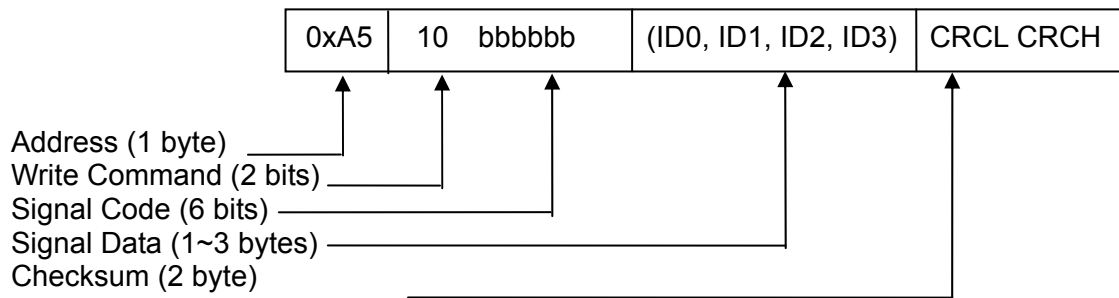 0xA5 10 bbbbbb (ID0, ID1, ID2, ID3) CRCL CRCH
Address (1 byte)
Write Command (2 bits)
Signal Code (6 bits)
Signal Data (1~3 bytes)
Checksum (2 byte)